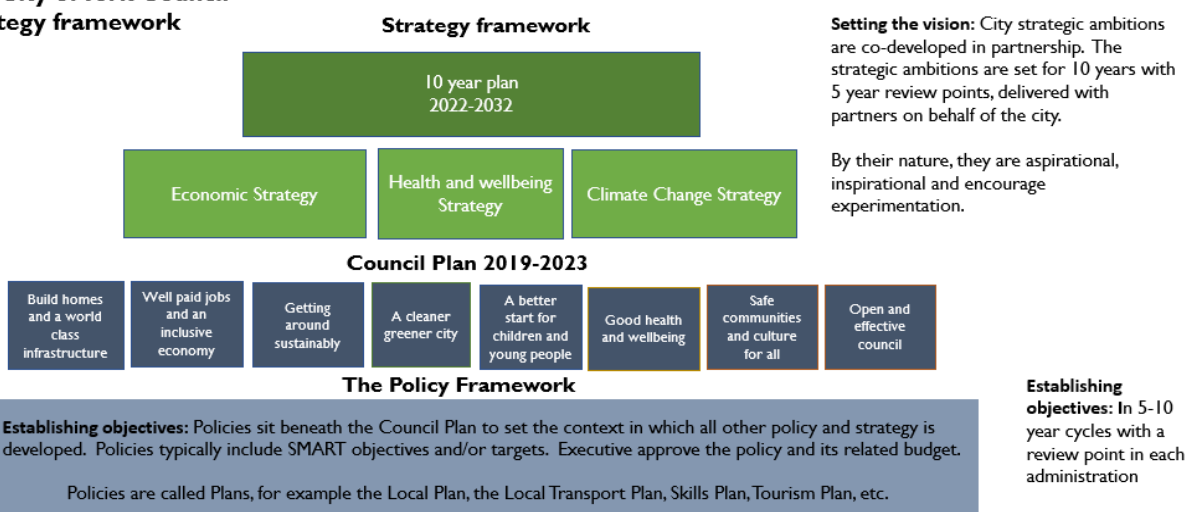 tegy framework
Strategy framework
10 year plan
2022-2032
Economic Strategy
Health and wellbeing
Strategy
Climate Change Strategy
Setting the vision: City strategic ambitions
are co-developed in partnership. The
strategic ambitions are set for 10 years with
5 year review points, delivered with
partners on behalf of the city.
By their nature, they are aspirational,
inspirational and encourage
experimentation.
Council Plan 2019-2023
Build homes
and a world
class
infrastructure
Well paid jobs
and an
inclusive
economy
Getting
around
sustainably
A cleaner
greener city
A better
start for
children and
young people
Good health
and wellbeing
Safe
communities
and culture
for all
Open and
effective
council
The Policy Framework
Establishing objectives: Policies sit beneath the Council Plan to set the context in which all other policy and strategy is
developed. Policies typically include SMART objectives and/or targets. Executive approve the policy and its related budget.
Policies are called Plans, for example the Local Plan, the Local Transport Plan, Skills Plan, Tourism Plan, etc.
Establishing
objectives: In 5-10
year cycles with a
review point in each
administration